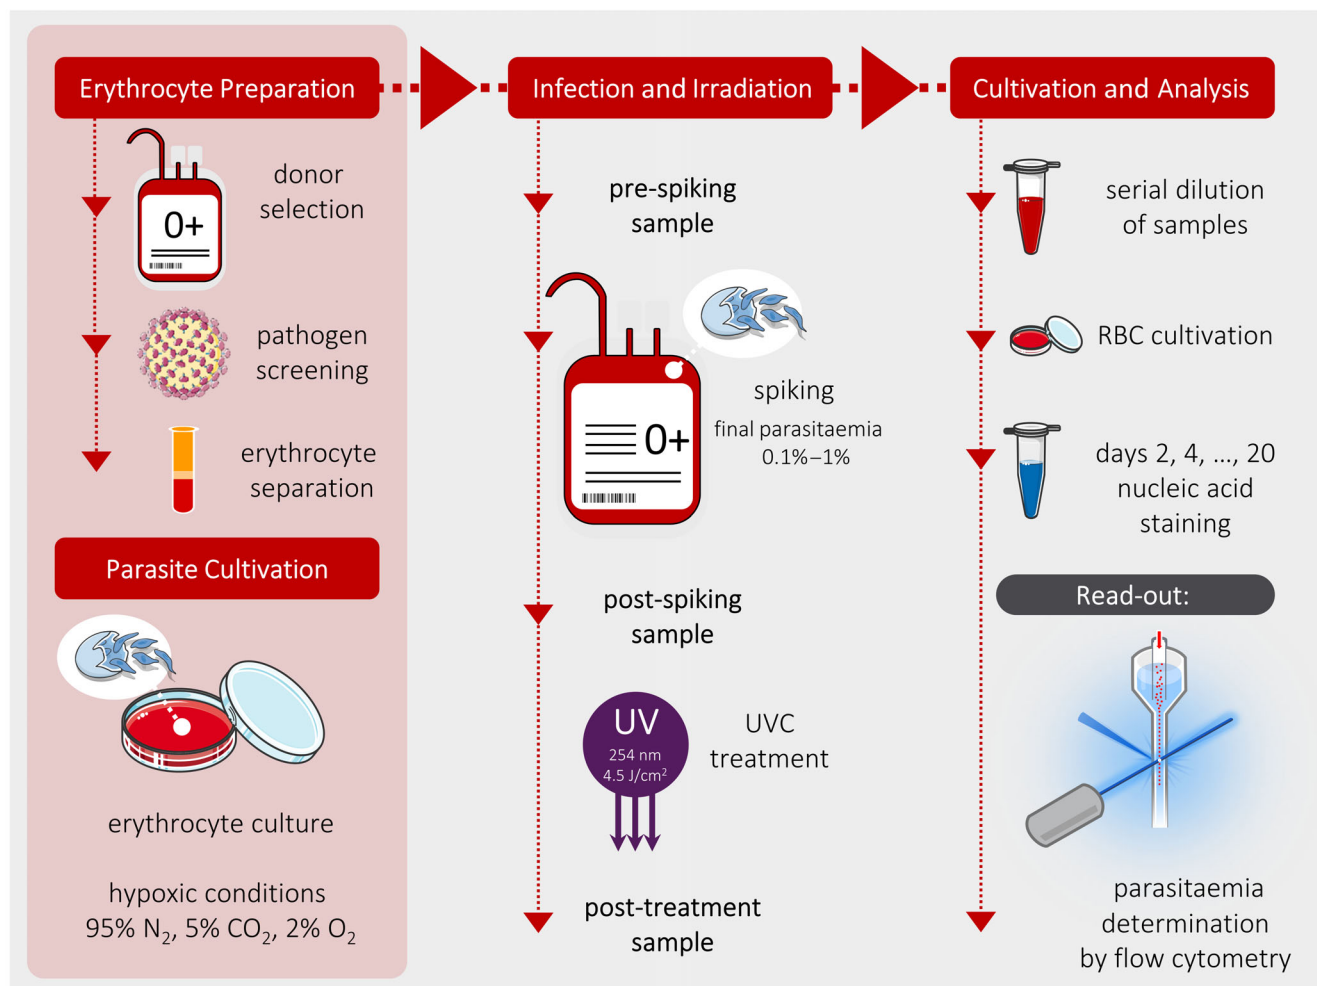 Erythrocyte Preparation
donor
selection
0+
pathogen
screening
erythrocyte
separation
Parasite Cultivation
erythrocyte culture
hypoxic conditions
95% N₂, 5% CO₂, 2% O₂
Infection and Irradiation
pre-spiking
sample
0+
spiking
final parasitaemia
0.1%–1%
post-spiking
sample
UV
254 nm
4.5 J/cm²
UVC
treatment
post-treatment
sample
Cultivation and Analysis
serial dilution
of samples
RBC cultivation
days 2, 4, ..., 20
nucleic acid
staining
Read-out:
parasitaemia
determination
by flow cytometry